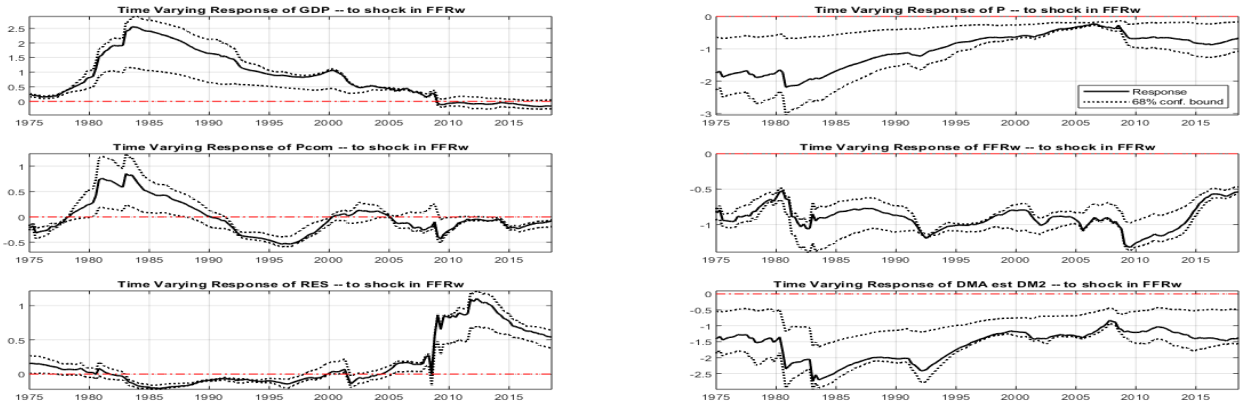 Time Varying Response of GDP -- to shock in FFRw
2.5
2
1.5
1
0.5
0
1975 1980 1985 1990 1995 2000 2005 2010 2015
Time Varying Response of P -- to shock in FFRw
0
-1
-2
-3
Response
68% conf. bound
1975 1980 1985 1990 1995 2000 2005 2010 2015
Time Varying Response of Pcom -- to shock in FFRw
1
0.5
0
-0.5
1975 1980 1985 1990 1995 2000 2005 2010 2015
Time Varying Response of FFRw -- to shock in FFRw
0
-0.5
-1
1975 1980 1985 1990 1995 2000 2005 2010 2015
Time Varying Response of RES -- to shock in FFRw
1
0.5
0
1975 1980 1985 1990 1995 2000 2005 2010 2015
Time Varying Response of DMA est DM2 -- to shock in FFRw
0
-0.5
-1
-1.5
-2
-2.5
1975 1980 1985 1990 1995 2000 2005 2010 2015